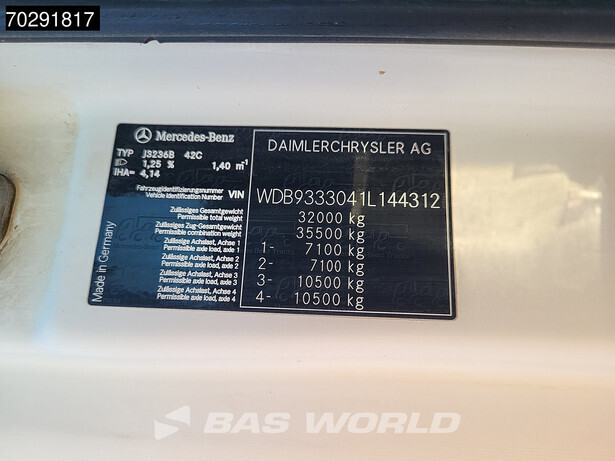 70291817
Mercedes-Benz
DAIMLERCHRYSLER AG
TYP J3236B 42C
1,25 % 1,40 m⁻¹
IHA= 4,14
Fahrzeugidentifizierungsnummer
Vehicle Identification Number VIN WDB9333041L144312
Zulässiges Gesamtgewicht
Permissible total weight 32000 kg
Zulässiges Zug-Gesamtgewicht
Permissible combination weight 35500 kg
Zulässige Achslast, Achse 1
Permissible axle load, axle 1 1- 7100 kg
Zulässige Achslast, Achse 2
Permissible axle load, axle 2 2- 7100 kg
Zulässige Achslast, Achse 3
Permissible axle load, axle 3 3- 10500 kg
Zulässige Achslast, Achse 4
Permissible axle load, axle 4 4- 10500 kg
Made in Germany
BAS WORLD